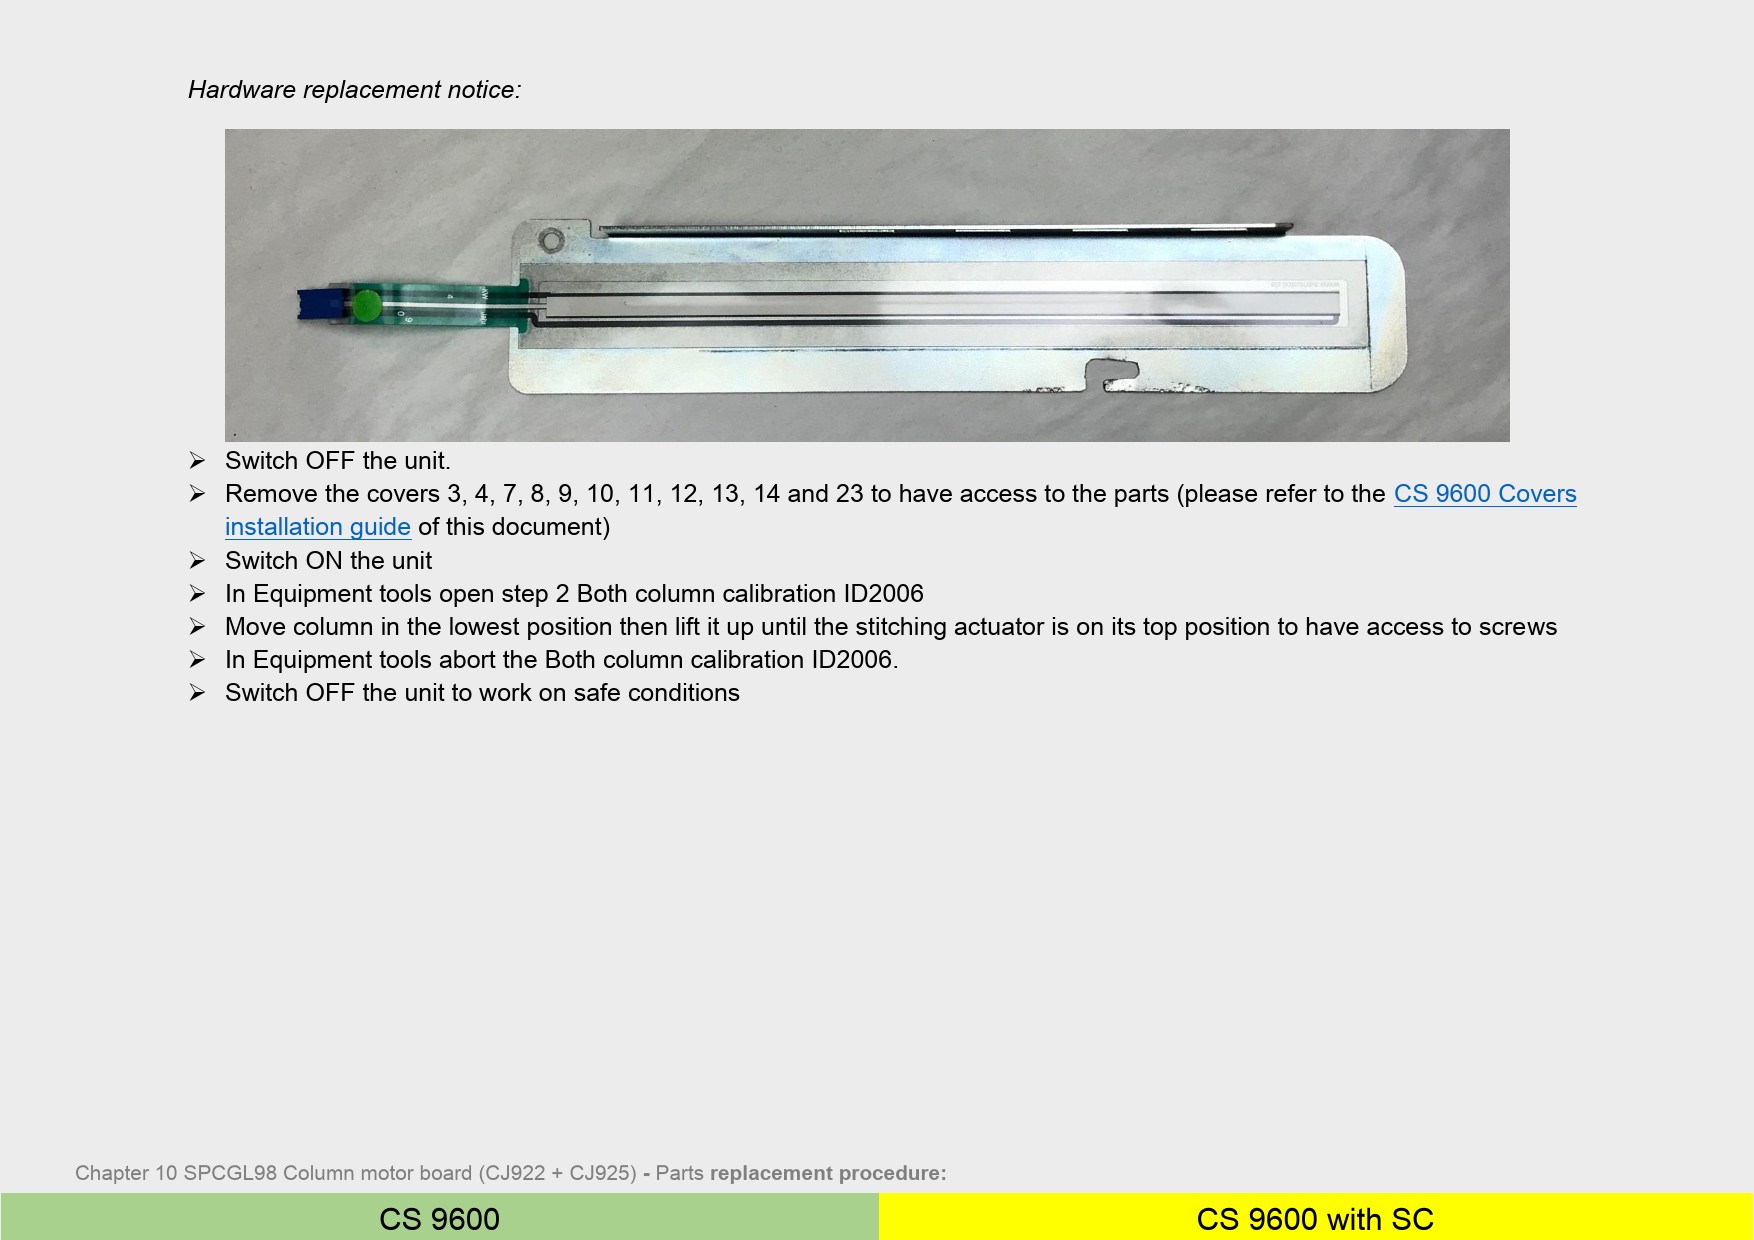 Hardware replacement notice:
➢ Switch OFF the unit.
➢ Remove the covers 3, 4, 7, 8, 9, 10, 11, 12, 13, 14 and 23 to have access to the parts (please refer to the CS 9600 Covers
installation guide of this document)
➢ Switch ON the unit
➢ In Equipment tools open step 2 Both column calibration ID2006
➢ Move column in the lowest position then lift it up until the stitching actuator is on its top position to have access to screws
➢ In Equipment tools abort the Both column calibration ID2006.
➢ Switch OFF the unit to work on safe conditions
Chapter 10 SPCGL98 Column motor board (CJ922 + CJ925) - Parts replacement procedure:
CS 9600
CS 9600 with SC